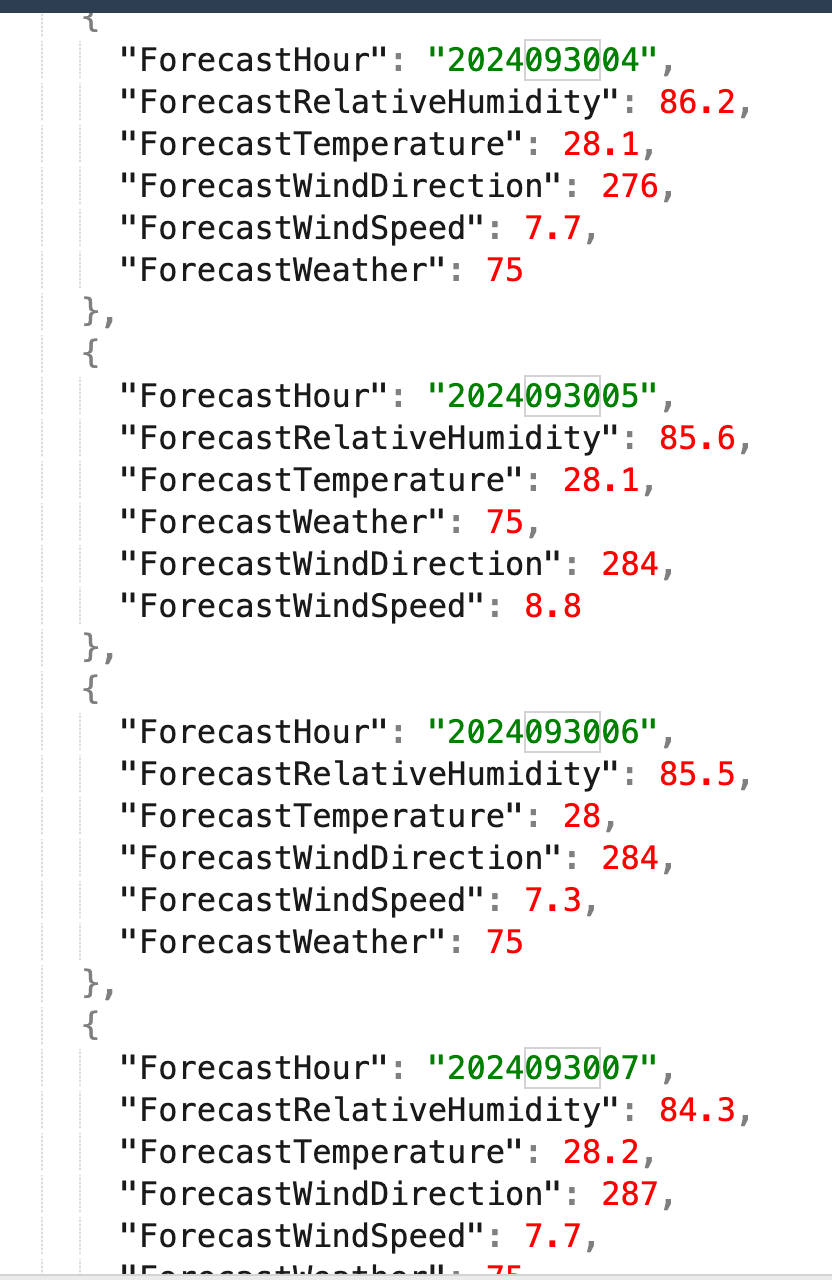 {
"ForecastHour": "2024093004",
"ForecastRelativeHumidity": 86.2,
"ForecastTemperature": 28.1,
"ForecastWindDirection": 276,
"ForecastWindSpeed": 7.7,
"ForecastWeather": 75
},
{
"ForecastHour": "2024093005",
"ForecastRelativeHumidity": 85.6,
"ForecastTemperature": 28.1,
"ForecastWeather": 75,
"ForecastWindDirection": 284,
"ForecastWindSpeed": 8.8
},
{
"ForecastHour": "2024093006",
"ForecastRelativeHumidity": 85.5,
"ForecastTemperature": 28,
"ForecastWindDirection": 284,
"ForecastWindSpeed": 7.3,
"ForecastWeather": 75
},
{
"ForecastHour": "2024093007",
"ForecastRelativeHumidity": 84.3,
"ForecastTemperature": 28.2,
"ForecastWindDirection": 287,
"ForecastWindSpeed": 7.7,
"ForecastWeather": 75